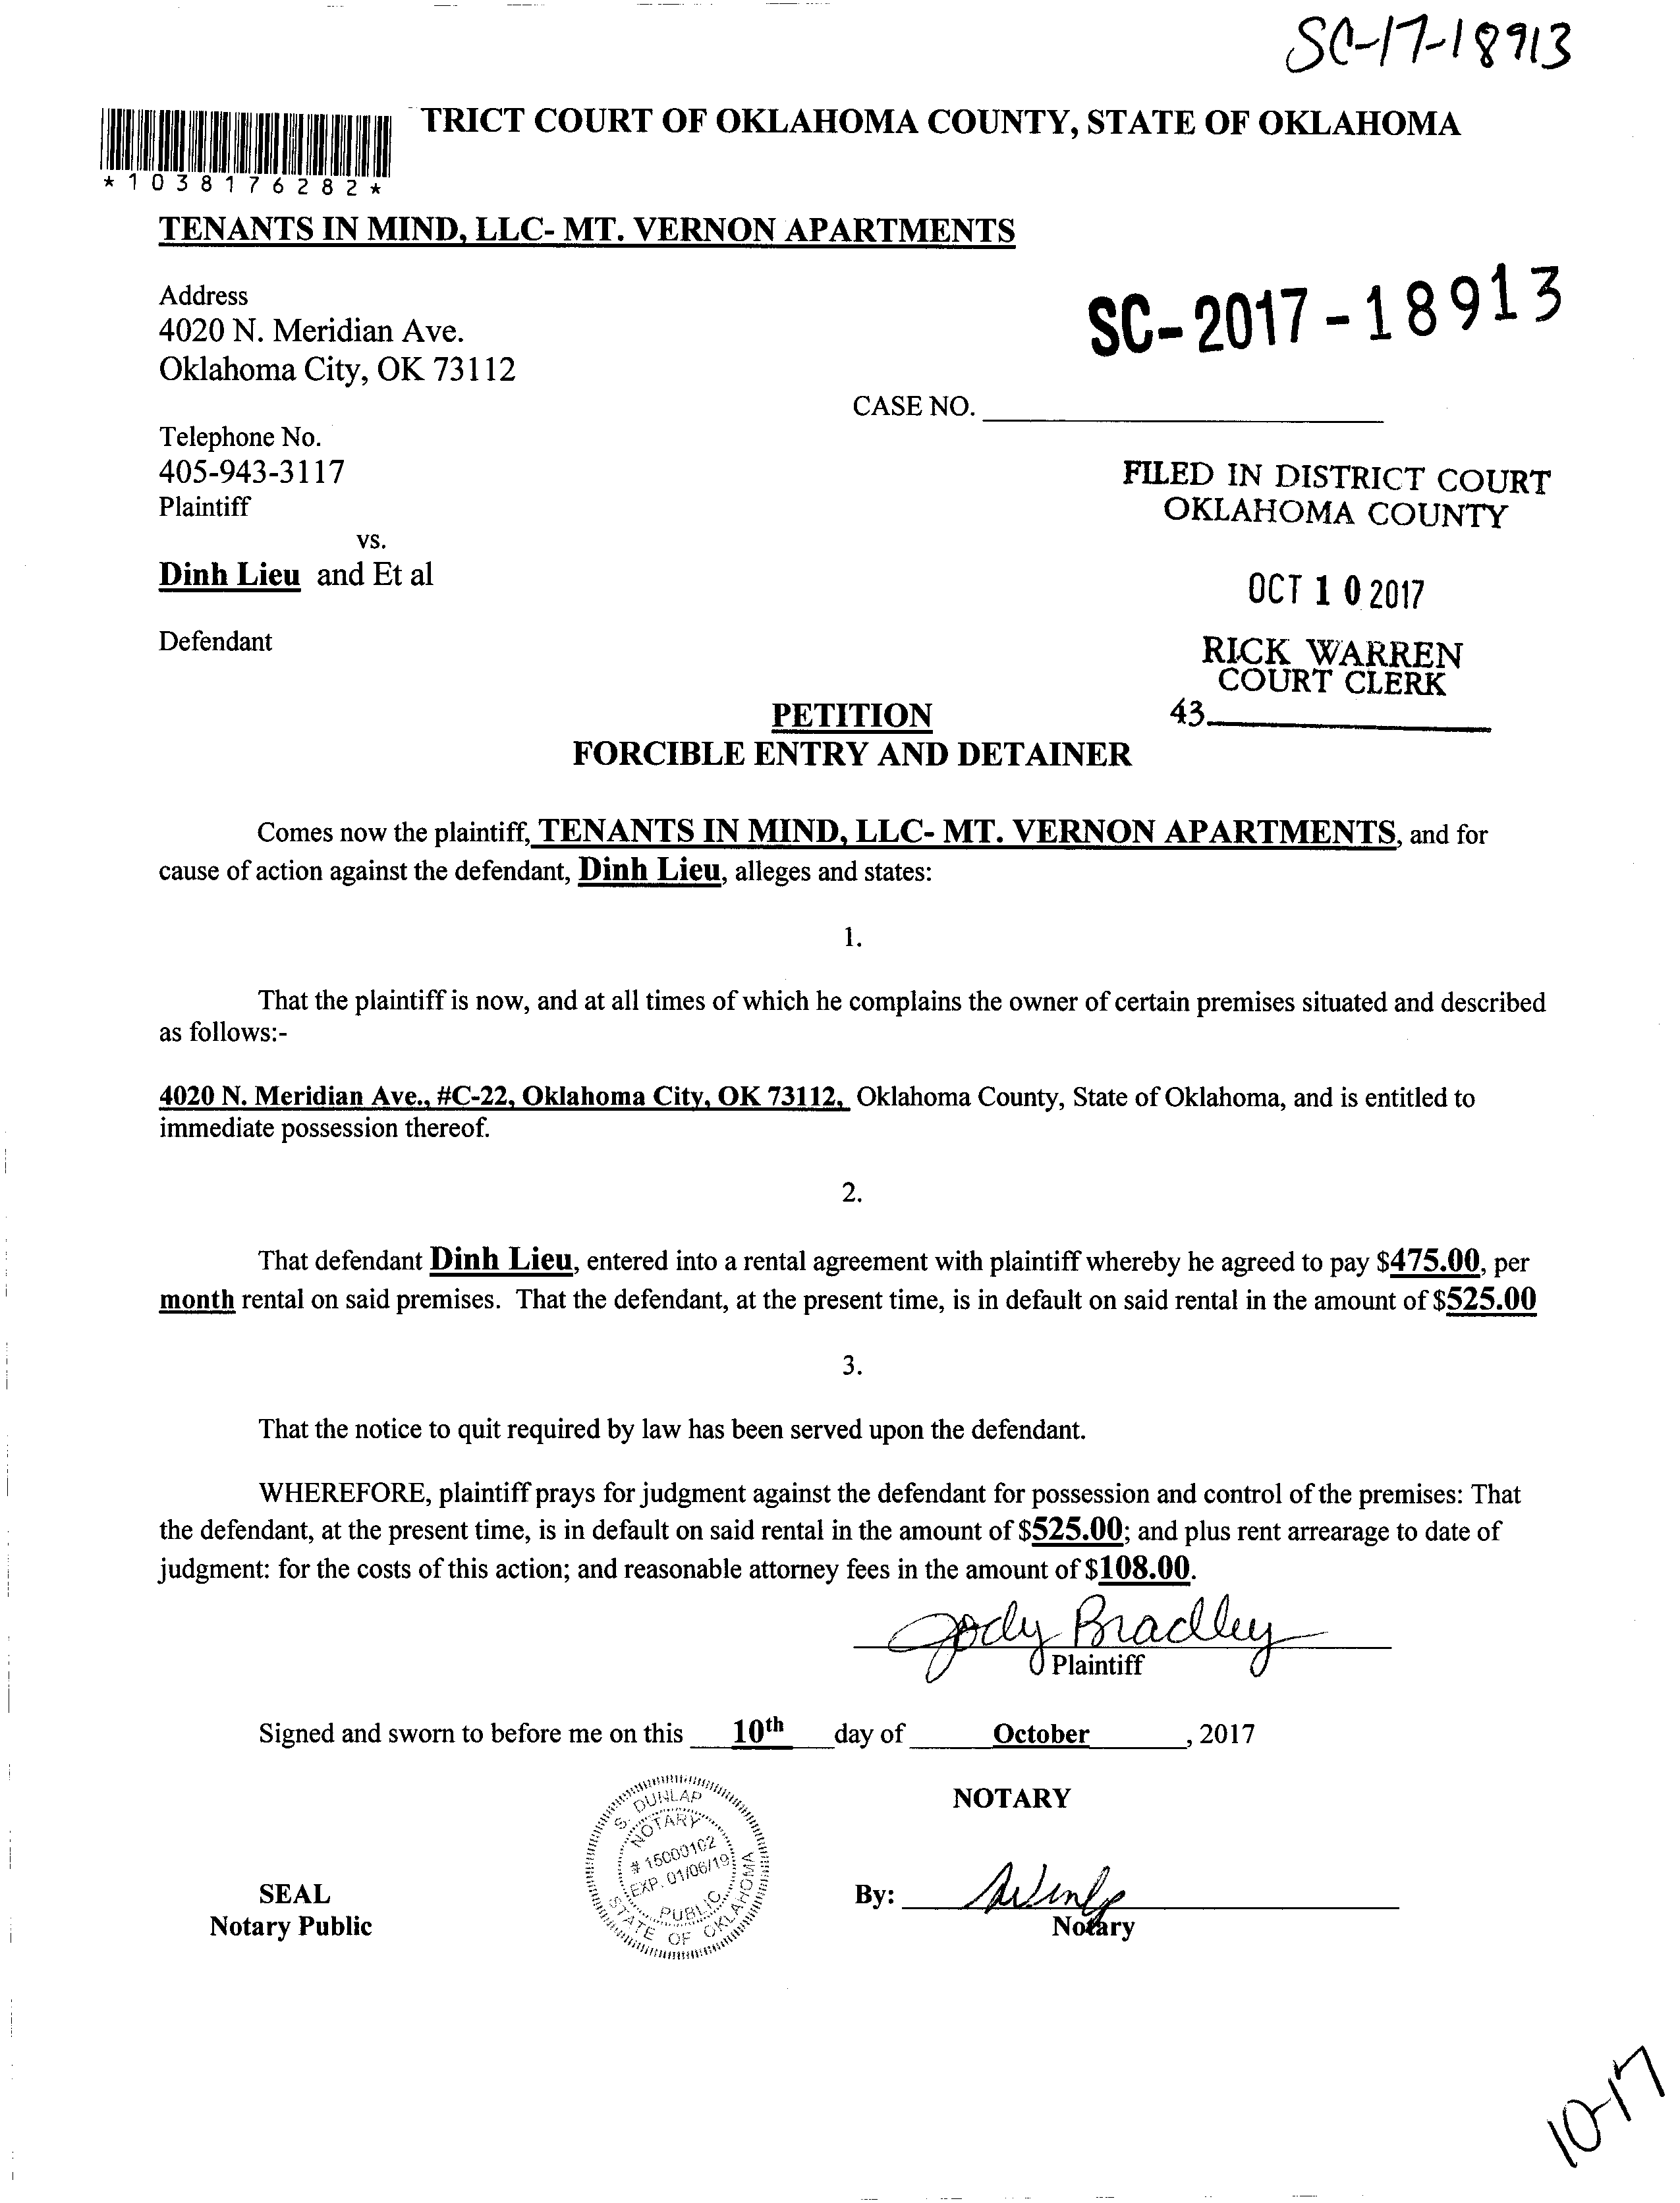 SC-17-18913
TRICT COURT OF OKLAHOMA COUNTY, STATE OF OKLAHOMA
*1038176282*
TENANTS IN MIND, LLC- MT. VERNON APARTMENTS
Address
4020 N. Meridian Ave.
Oklahoma City, OK 73112
SC-2017-18913
CASE NO.
Telephone No.
405-943-3117
Plaintiff
FILED IN DISTRICT COURT
OKLAHOMA COUNTY
vs.
Dinh Lieu and Et al
OCT 10 2017
Defendant
RICK WARREN
COURT CLERK
43
PETITION
FORCIBLE ENTRY AND DETAINER
Comes now the plaintiff, TENANTS IN MIND, LLC- MT. VERNON APARTMENTS, and for
cause of action against the defendant, Dinh Lieu, alleges and states:
1.
That the plaintiff is now, and at all times of which he complains the owner of certain premises situated and described
as follows:-
4020 N. Meridian Ave., #C-22, Oklahoma City, OK 73112, Oklahoma County, State of Oklahoma, and is entitled to
immediate possession thereof.
2.
That defendant Dinh Lieu, entered into a rental agreement with plaintiff whereby he agreed to pay $475.00, per
month rental on said premises. That the defendant, at the present time, is in default on said rental in the amount of $525.00
3.
That the notice to quit required by law has been served upon the defendant.
WHEREFORE, plaintiff prays for judgment against the defendant for possession and control of the premises: That
the defendant, at the present time, is in default on said rental in the amount of $525.00; and plus rent arrearage to date of
judgment: for the costs of this action; and reasonable attorney fees in the amount of $108.00.
Jody Bradley
Plaintiff
Signed and sworn to before me on this 10th day of October, 2017
S. DUNLAP
NOTARY
# 15000102
EXP. 01/06/19
PUBLIC
STATE OF OKLAHOMA
NOTARY
SEAL
Notary Public
By:
Notary
10-17